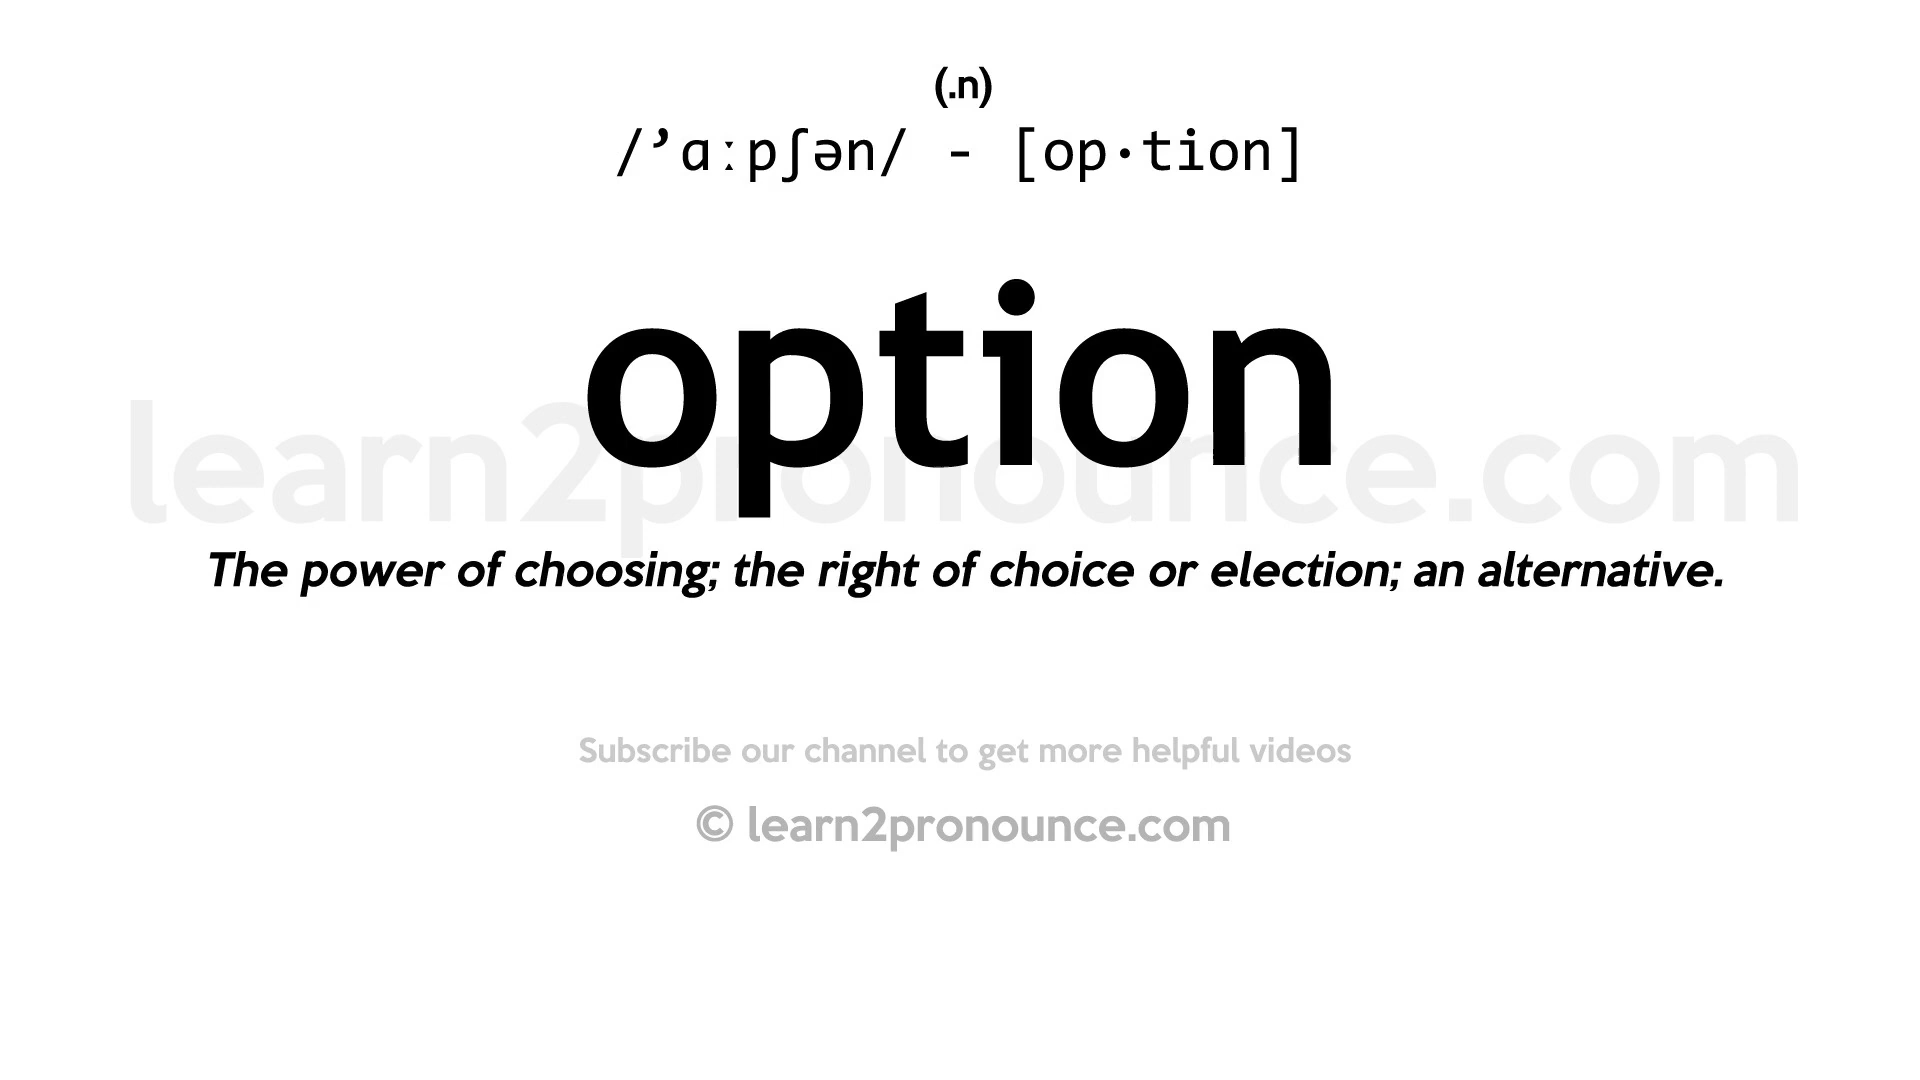 (.n)
/’ɑːpʃən/ - [op·tion]
option
learn2pronounce.com
The power of choosing; the right of choice or election; an alternative.
Subscribe our channel to get more helpful videos
© learn2pronounce.com